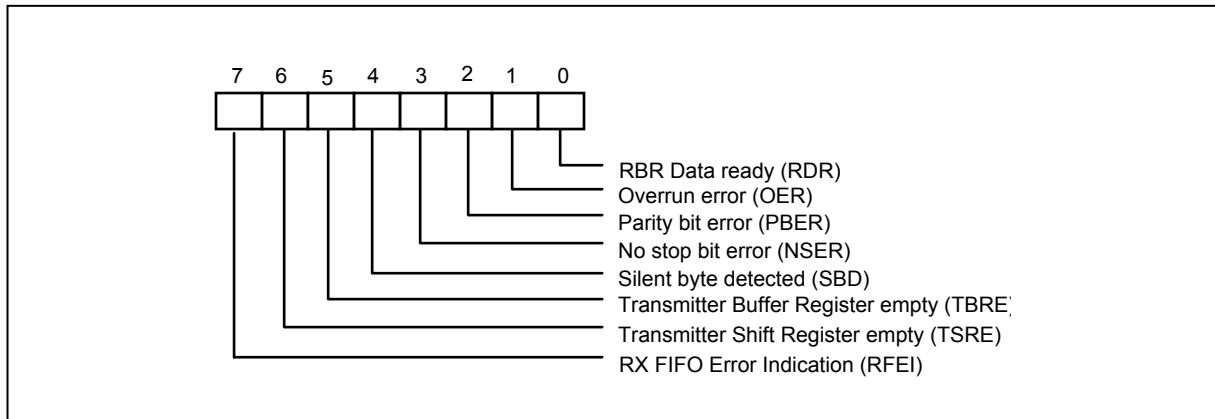 7 6 5 4 3 2 1 0
RBR Data ready (RDR)
Overrun error (OER)
Parity bit error (PBER)
No stop bit error (NSER)
Silent byte detected (SBD)
Transmitter Buffer Register empty (TBRE)
Transmitter Shift Register empty (TSRE)
RX FIFO Error Indication (RFEI)